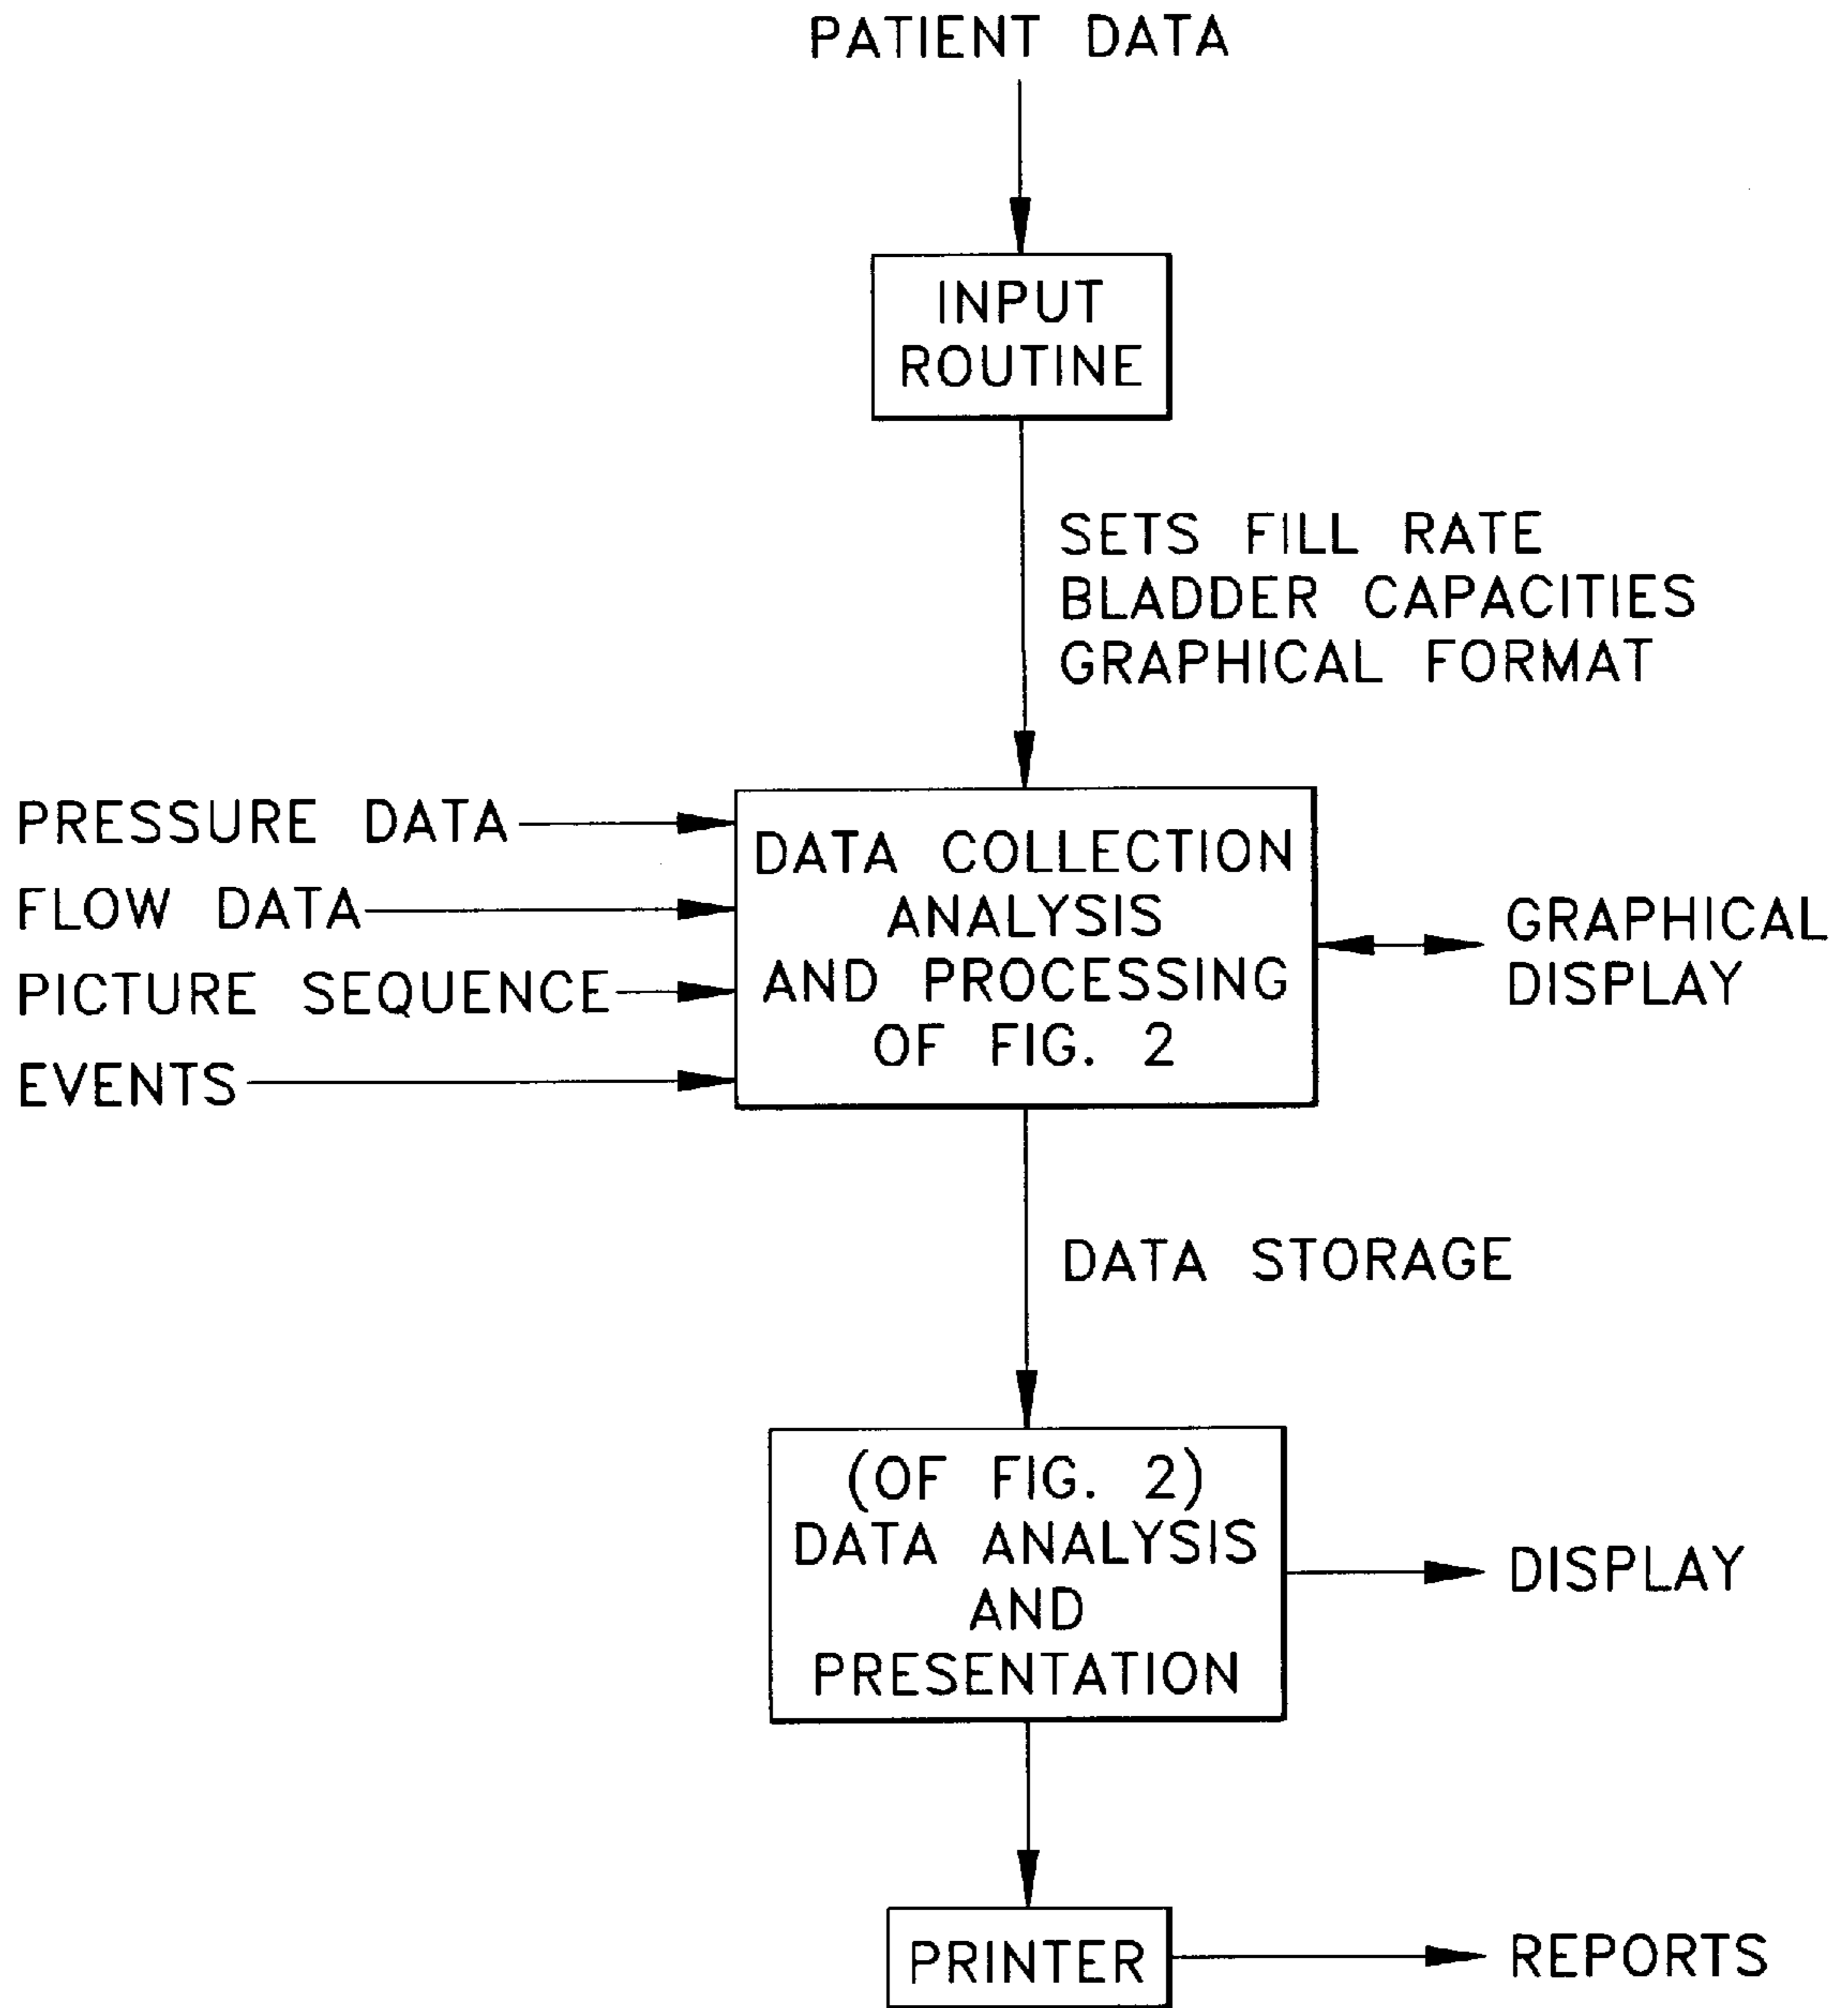 PATIENT DATA
INPUT
ROUTINE
SETS FILL RATE
BLADDER CAPACITIES
GRAPHICAL FORMAT
PRESSURE DATA
FLOW DATA
PICTURE SEQUENCE
EVENTS
DATA COLLECTION
ANALYSIS
AND PROCESSING
OF FIG. 2
GRAPHICAL
DISPLAY
DATA STORAGE
(OF FIG. 2)
DATA ANALYSIS
AND
PRESENTATION
DISPLAY
PRINTER
REPORTS